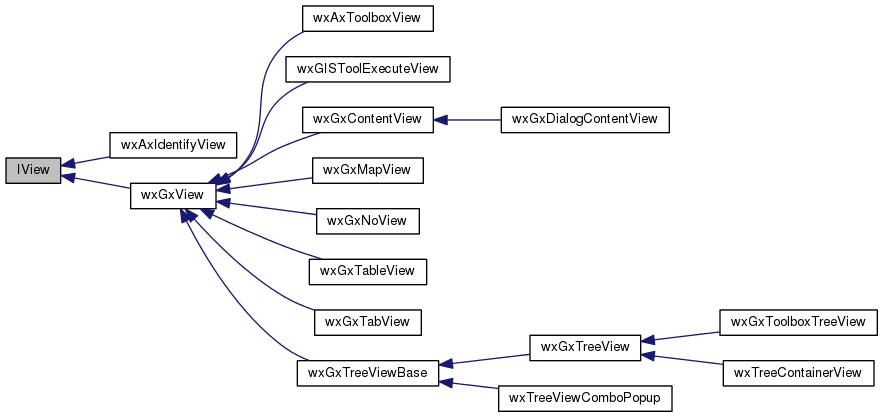 wxAxToolboxView
wxGISToolExecuteView
wxGxContentView
wxGxDialogContentView
wxAxIdentifyView
IView
wxGxMapView
wxGxView
wxGxNoView
wxGxTableView
wxGxTabView
wxGxToolboxTreeView
wxGxTreeView
wxGxTreeViewBase
wxTreeContainerView
wxTreeViewComboPopup